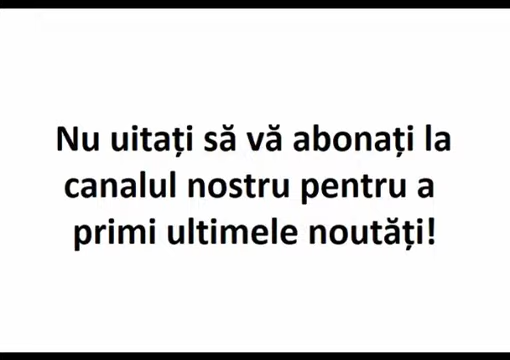 Nu uitați să vă abonați la
canalul nostru pentru a
primi ultimele noutăți!